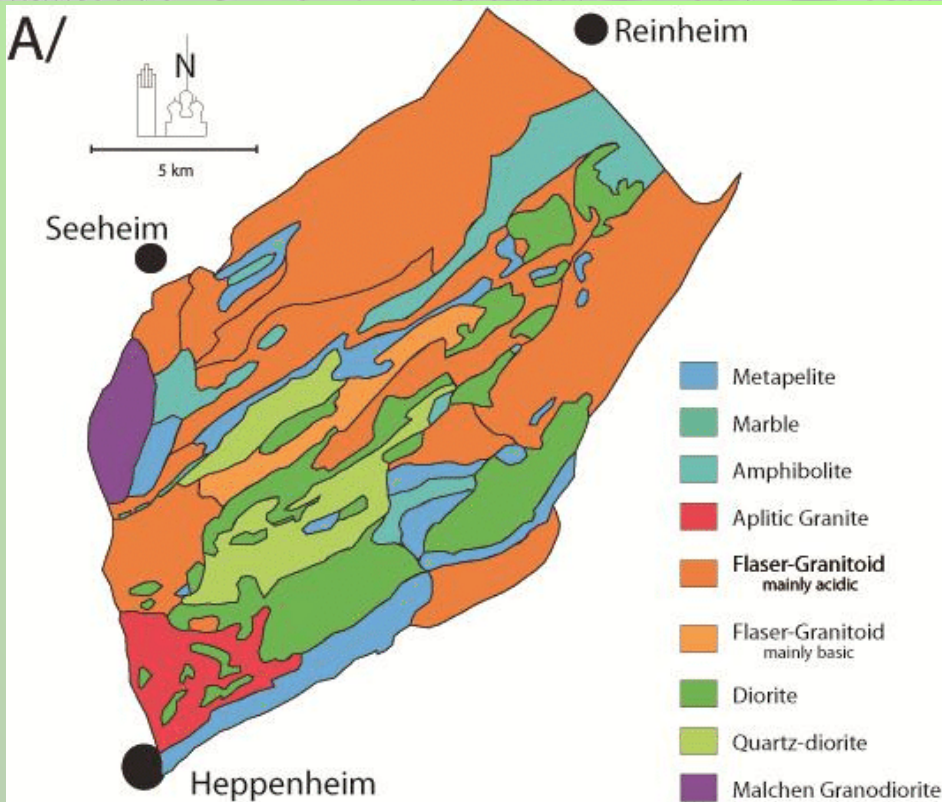 A/
Reinheim
N
5 km
Seeheim
Metapelite
Marble
Amphibolite
Aplitic Granite
Flaser-Granitoid
mainly acidic
Flaser-Granitoid
mainly basic
Diorite
Quartz-diorite
Malchen Granodiorite
Heppenheim